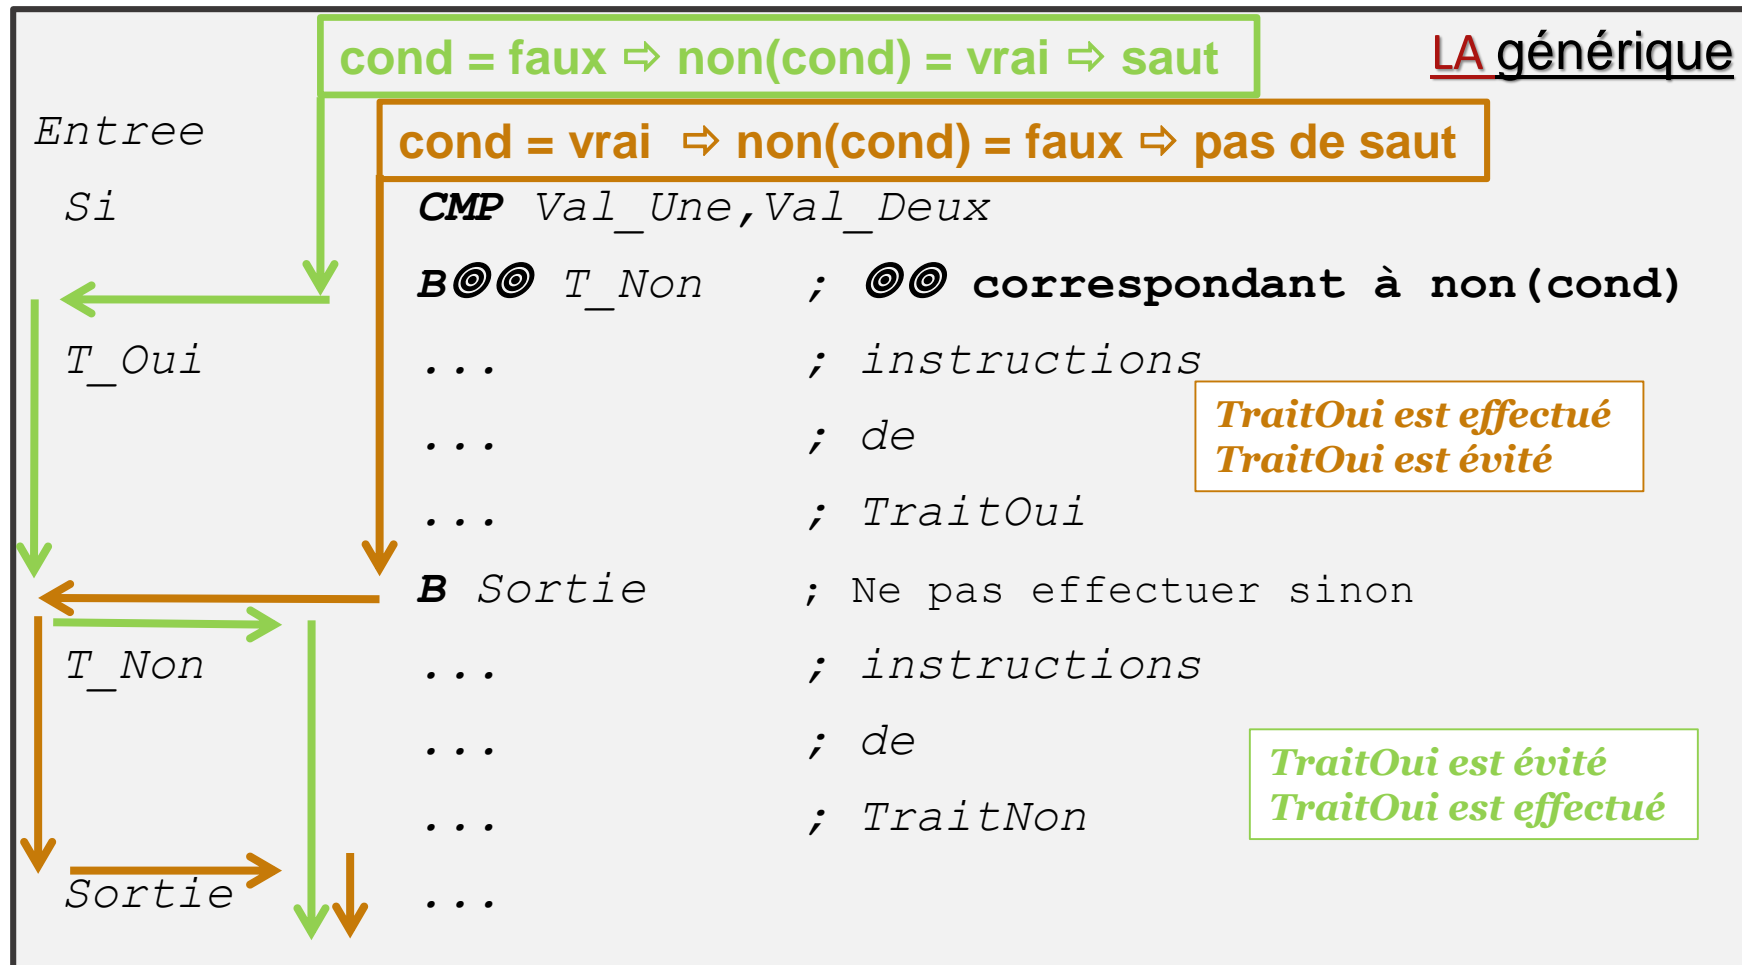 cond = faux ⇨ non(cond) = vrai ⇨ saut
LA générique
cond = vrai ⇨ non(cond) = faux ⇨ pas de saut
Entree
Si CMP Val_Une,Val_Deux
B◎◎ T_Non ; ◎◎ correspondant à non(cond)
T_Oui ... ; instructions
... ; de
... ; TraitOui
TraitOui est effectué
TraitOui est évité
B Sortie ; Ne pas effectuer sinon
T_Non ... ; instructions
... ; de
... ; TraitNon
TraitOui est évité
TraitOui est effectué
Sortie ...